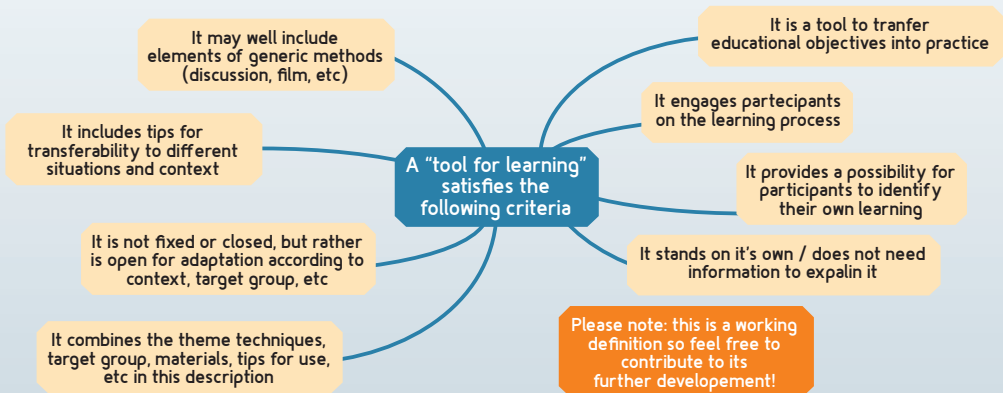 It may well include
elements of generic methods
(discussion, film, etc)
It is a tool to tranfer
educational objectives into practice
It engages partecipants
on the learning process
It includes tips for
transferability to different
situations and context
A “tool for learning”
satisfies the
following criteria
It provides a possibility for
participants to identify
their own learning
It is not fixed or closed, but rather
is open for adaptation according to
context, target group, etc
It stands on it's own / does not need
information to expalin it
It combines the theme techniques,
target group, materials, tips for use,
etc in this description
Please note: this is a working
definition so feel free to
contribute to its
further developement!